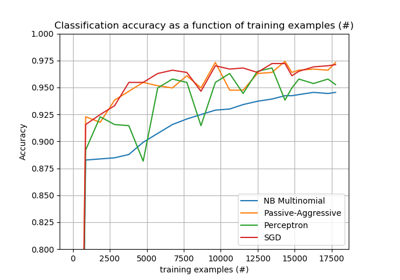 Classification accuracy as a function of training examples (#)
1.000
0.975
0.950
0.925
0.900
0.875
0.850
0.825
0.800
Accuracy
NB Multinomial
Passive-Aggressive
Perceptron
SGD
0 2500 5000 7500 10000 12500 15000 17500
training examples (#)